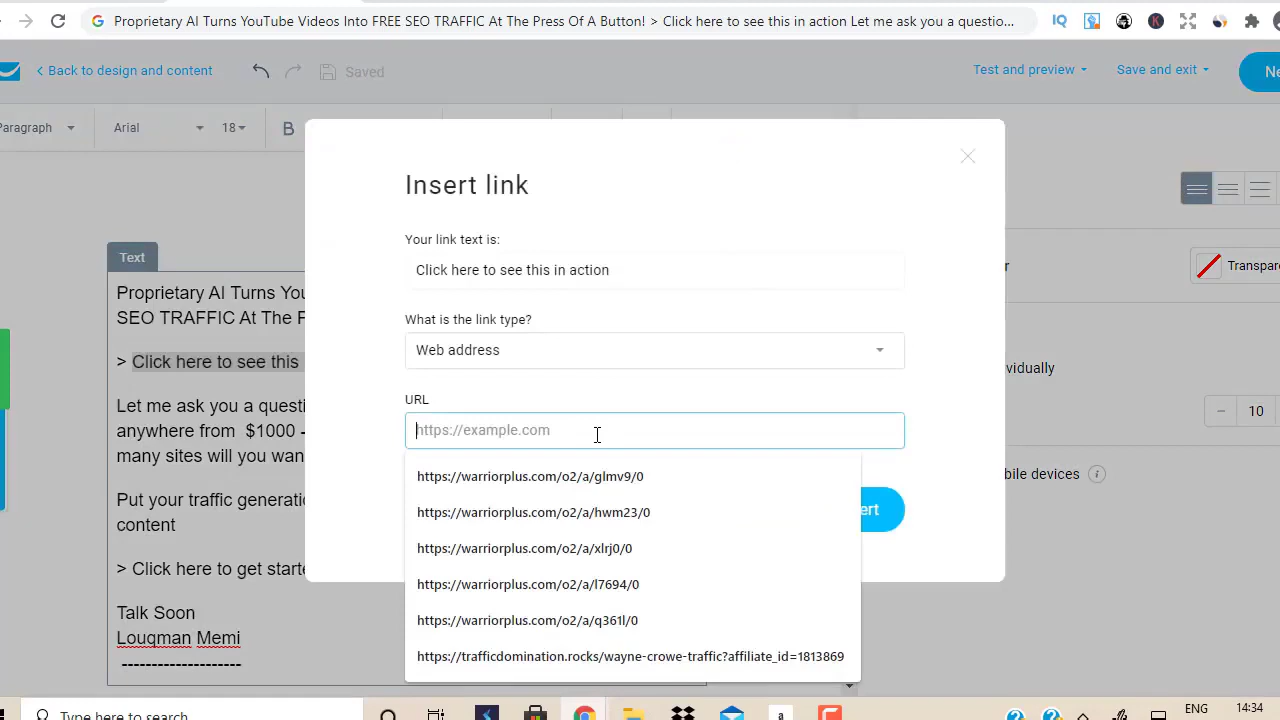 Proprietary AI Turns YouTube Videos Into FREE SEO TRAFFIC At The Press Of A Button! > Click here to see this in action Let me ask you a questio...
Back to design and content
Saved
Test and preview
Save and exit
Paragraph
Arial
18
B
Insert link
Your link text is:
Click here to see this in action
What is the link type?
Web address
URL
https://example.com
https://warriorplus.com/o2/a/glmv9/0
https://warriorplus.com/o2/a/hwm23/0
https://warriorplus.com/o2/a/xlrj0/0
https://warriorplus.com/o2/a/l7694/0
https://warriorplus.com/o2/a/q361l/0
https://trafficdomination.rocks/wayne-crowe-traffic?affiliate_id=1813869
Text
Proprietary AI Turns
SEO TRAFFIC At The
> Click here to see this
Let me ask you a
anywhere from $1000 -
many sites will you
Put your traffic
content
> Click here to get
Talk Soon
Louqman Memi
--------------------
Transpare
vidually
10
bile devices
Type here to search
ENG
14:34